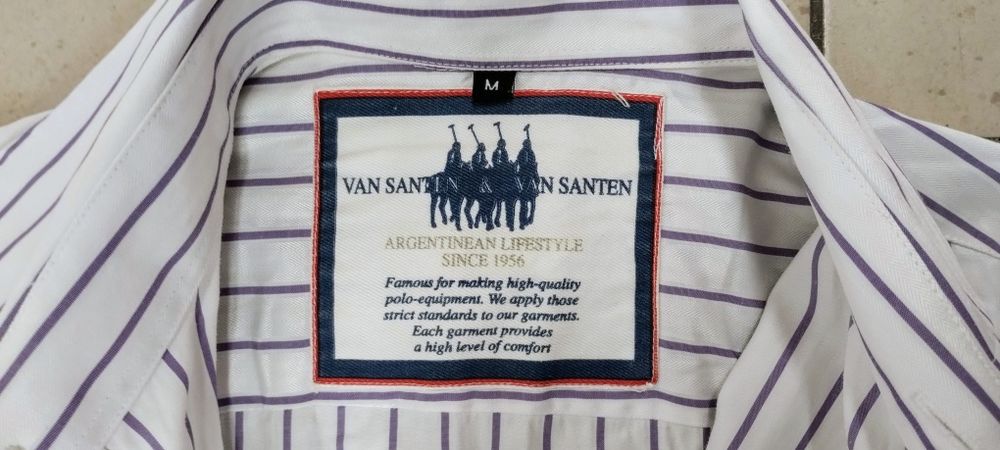 M
VAN SANTEN & VAN SANTEN
ARGENTINEAN LIFESTYLE
SINCE 1956
Famous for making high-quality
polo-equipment. We apply those
strict standards to our garments.
Each garment provides
a high level of comfort